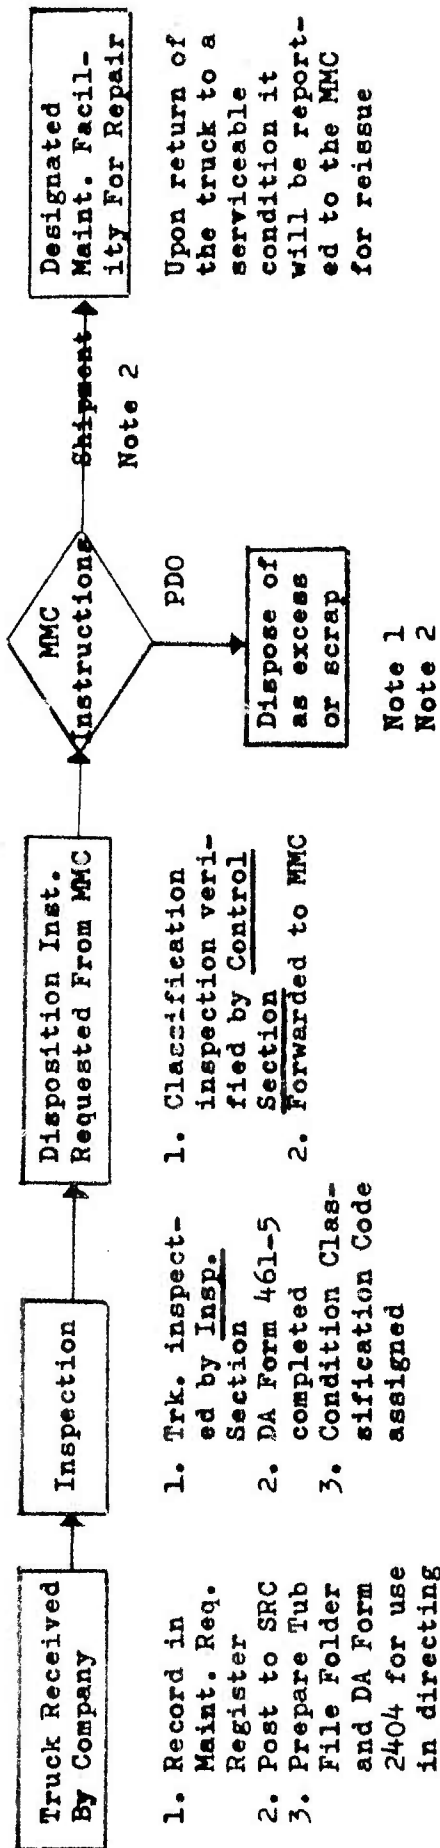 Truck Received
By Company
1. Record in
Maint. Req.
Register
2. Post to SRC
3. Prepare Tub
File Folder
and DA Form
2404 for use
in directing
Inspection
1. Trk. inspect-
ed by Insp.
Section
2. DA Form 461-5
completed
3. Condition Clas-
sification Code
assigned
Disposition Inst.
Requested From MMC
1. Classification
inspection veri-
fied by Control
Section
2. Forwarded to MMC
MMC
Instructions
PDO
Dispose of
as excess
or scrap
Note 1
Note 2
Shipment
Note 2
Designated
Maint. Facil-
ity For Repair
Upon return of
the truck to a
serviceable
condition it
will be report-
ed to the MMC
for reissue